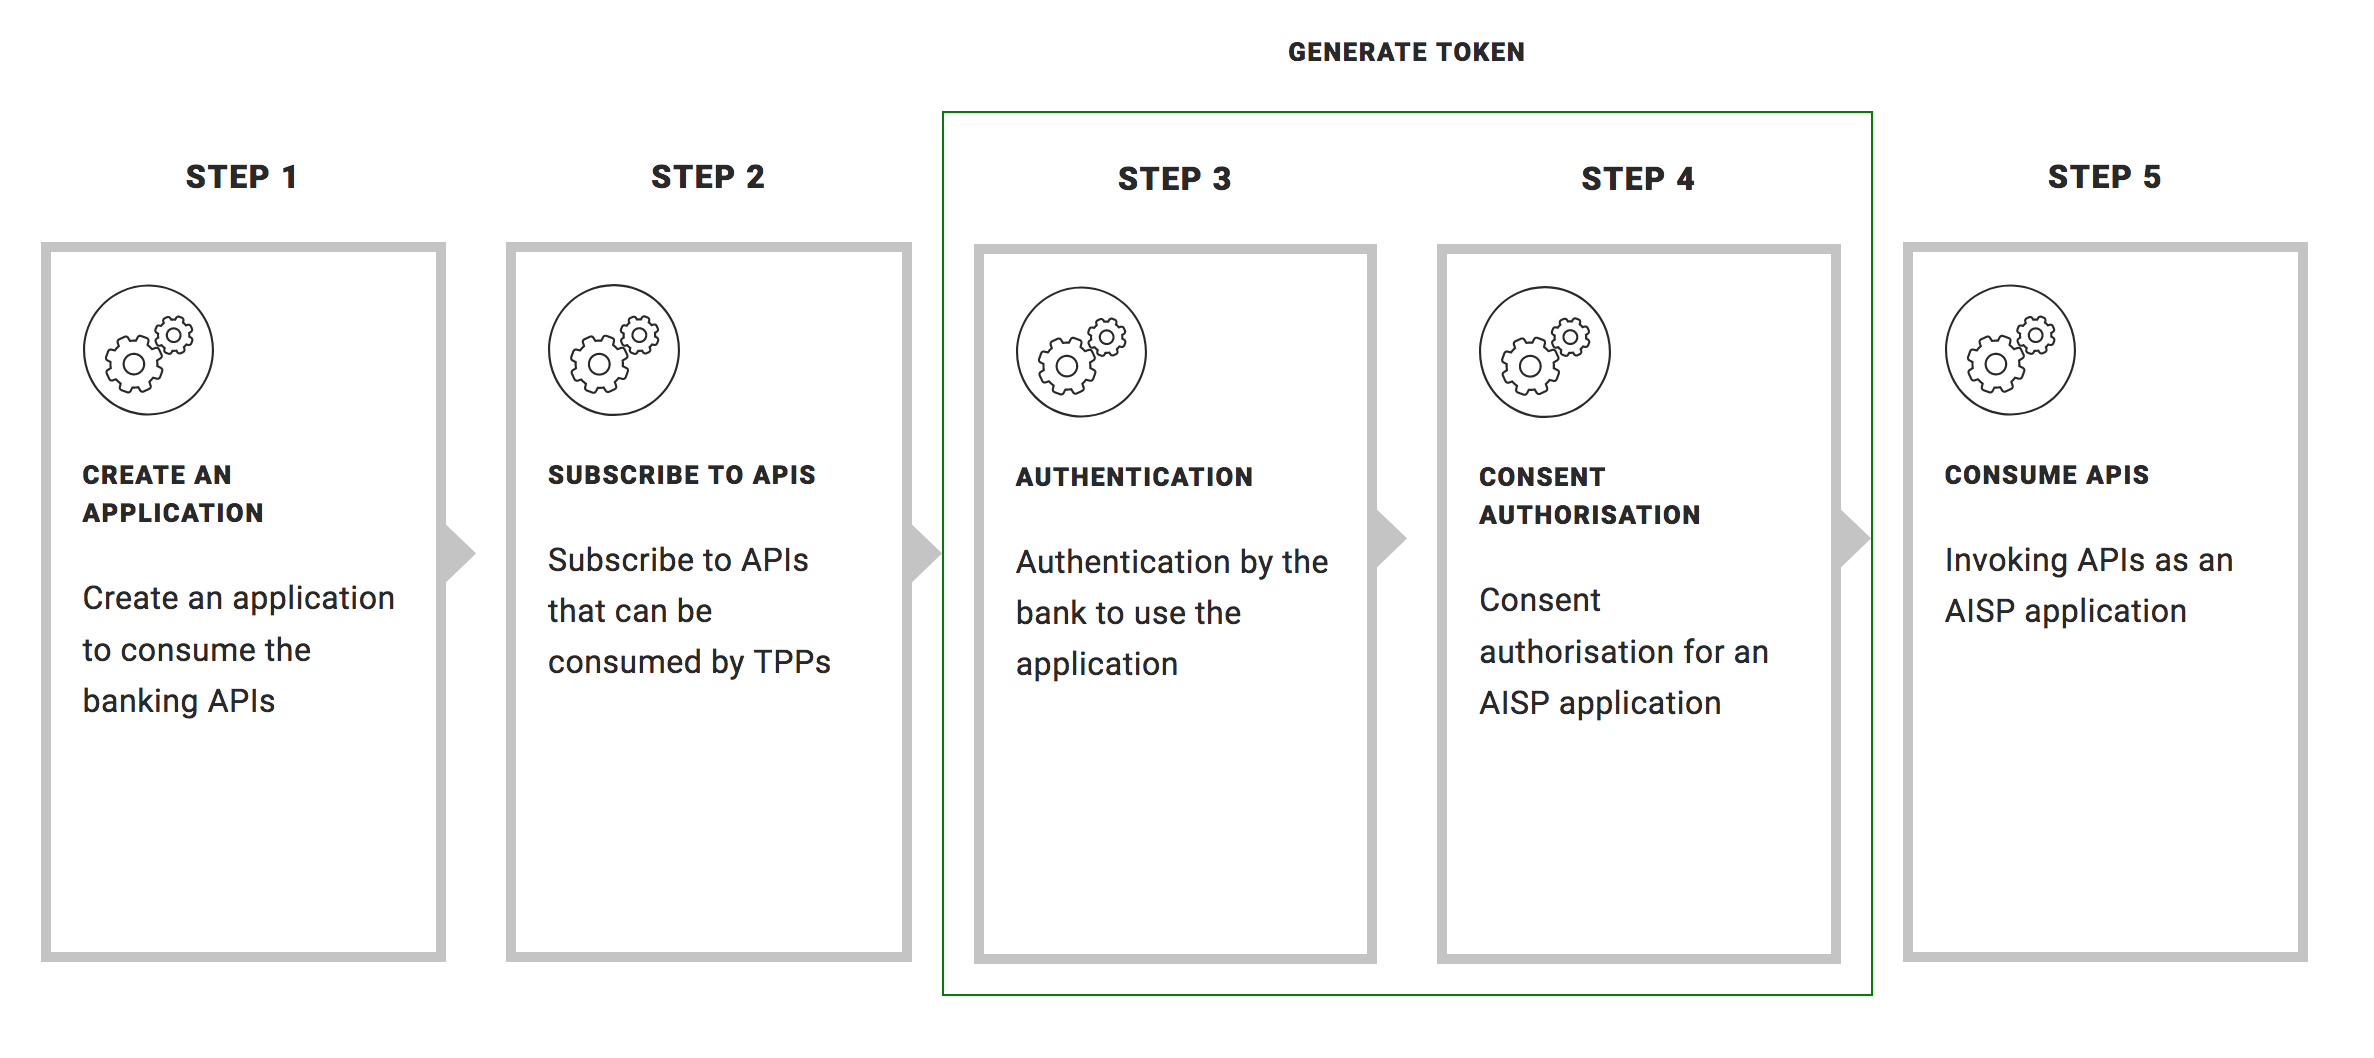 GENERATE TOKEN
STEP 1
CREATE AN
APPLICATION
Create an application
to consume the
banking APIs
STEP 2
SUBSCRIBE TO APIS
Subscribe to APIs
that can be
consumed by TPPs
STEP 3
AUTHENTICATION
Authentication by the
bank to use the
application
STEP 4
CONSENT
AUTHORISATION
Consent
authorisation for an
AISP application
STEP 5
CONSUME APIS
Invoking APIs as an
AISP application